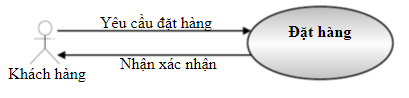 Yêu cầu đặt hàng
Đặt hàng
Nhận xác nhận
Khách hàng